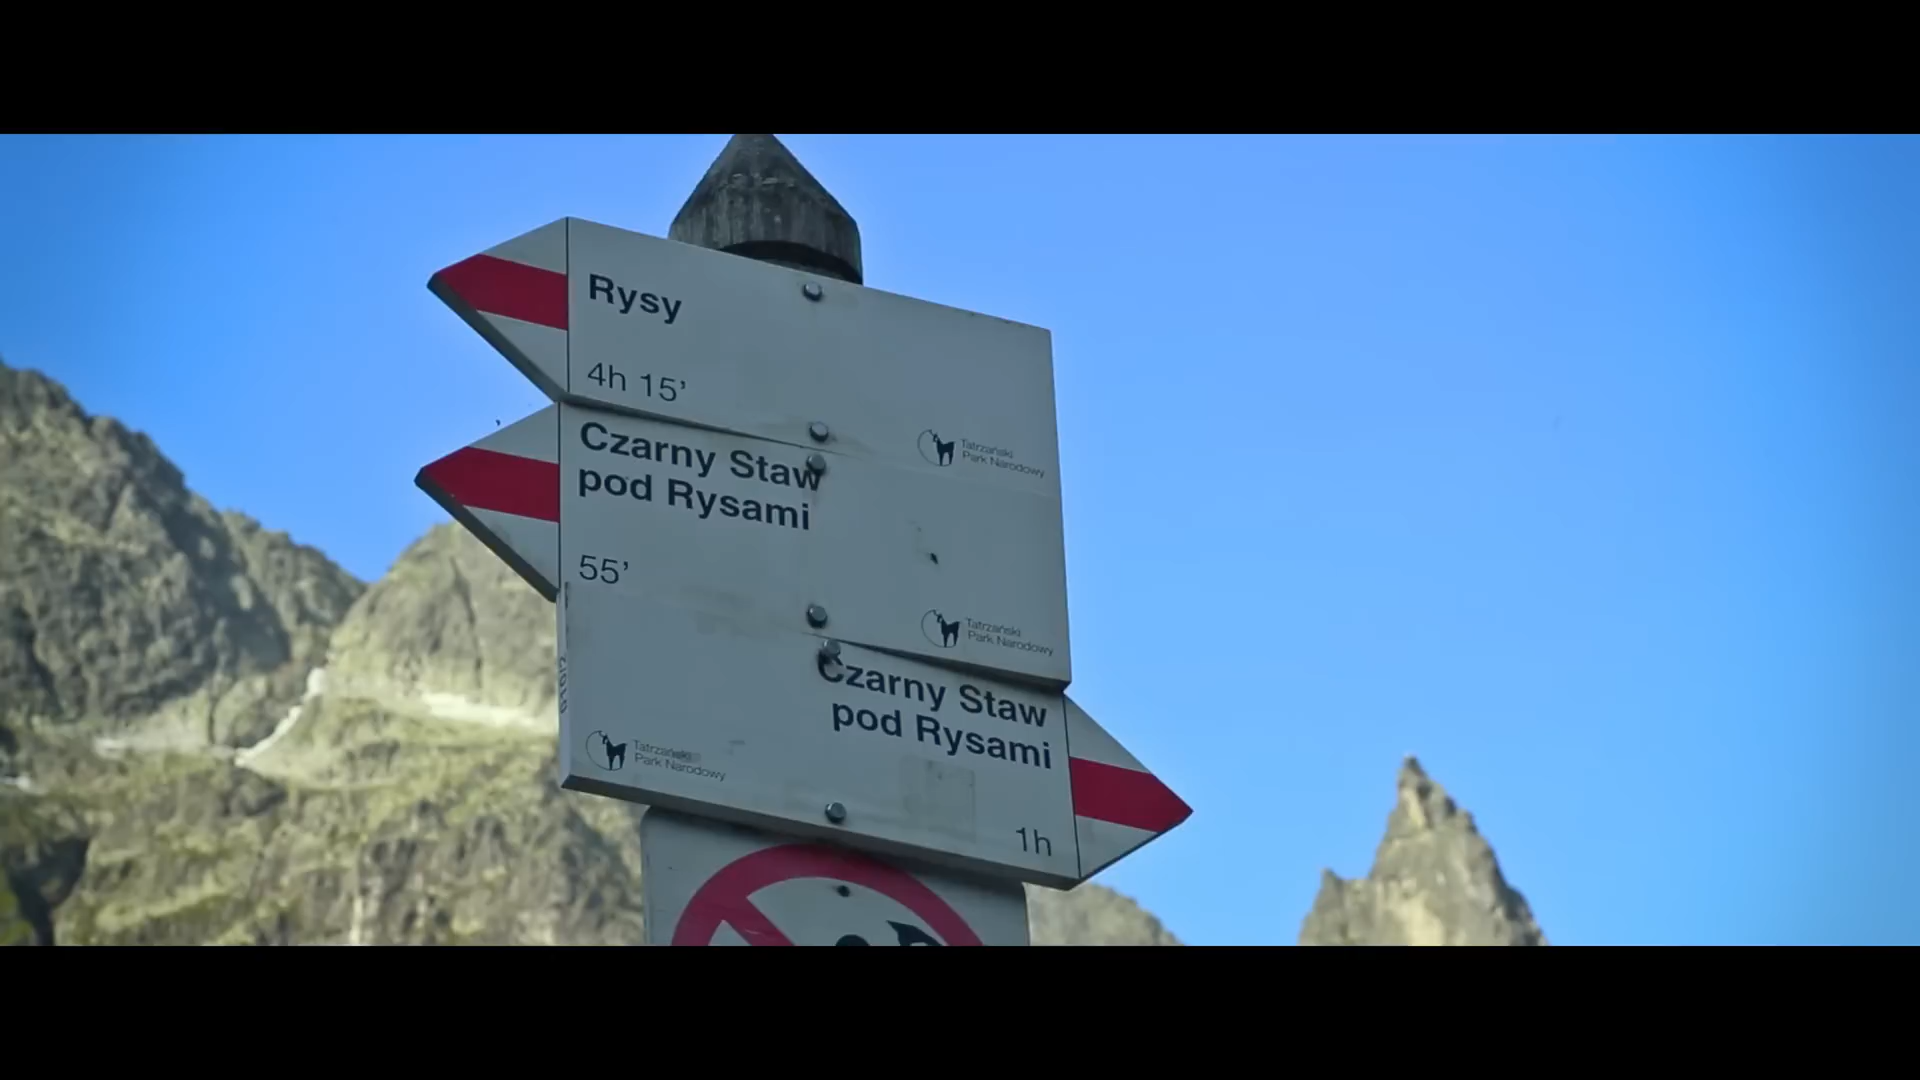 Rysy
4h 15’
Tatrzański
Park Narodowy
Czarny Staw
pod Rysami
55’
Tatrzański
Park Narodowy
Czarny Staw
pod Rysami
1h
Tatrzański
Park Narodowy